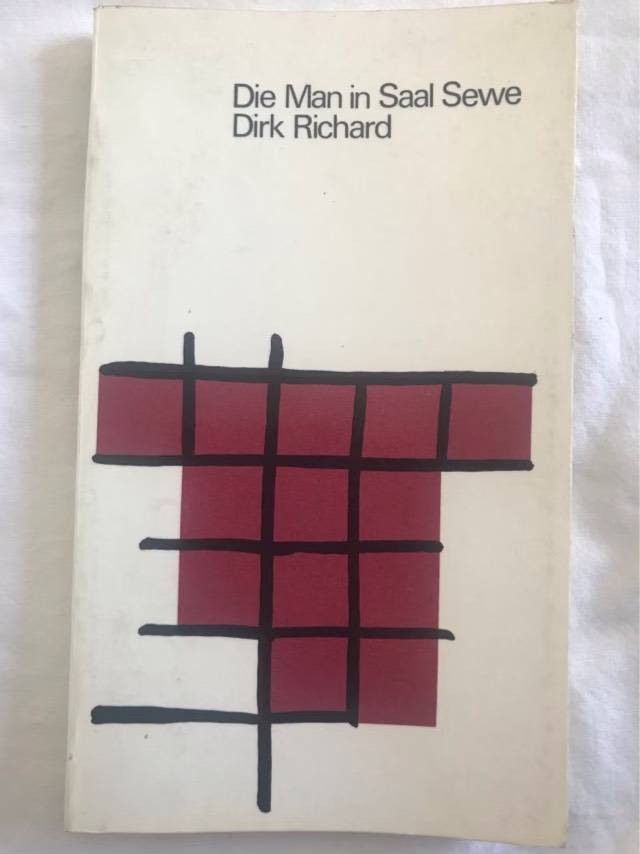 Die Man in Saal Sewe
Dirk Richard